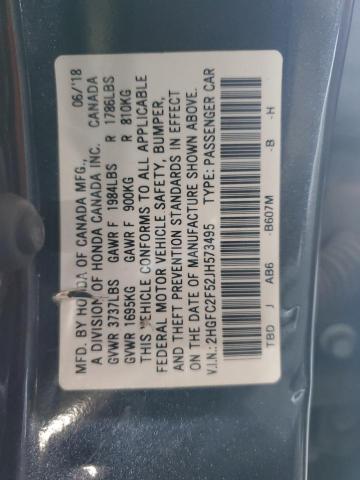 MFD. BY HONDA OF CANADA MFG., 06/'18
A DIVISION OF HONDA CANADA INC. CANADA
GVWR 3737LBS GAWR F 1984LBS R 1786LBS
GVWR 1695KG GAWR F 900KG R 810KG
THIS VEHICLE CONFORMS TO ALL APPLICABLE
FEDERAL MOTOR VEHICLE SAFETY, BUMPER,
AND THEFT PREVENTION STANDARDS IN EFFECT
ON THE DATE OF MANUFACTURE SHOWN ABOVE.
V.I.N.: 2HGFC2F52JH573495 TYPE: PASSENGER CAR
TBD J AB6 -B607M -B -H